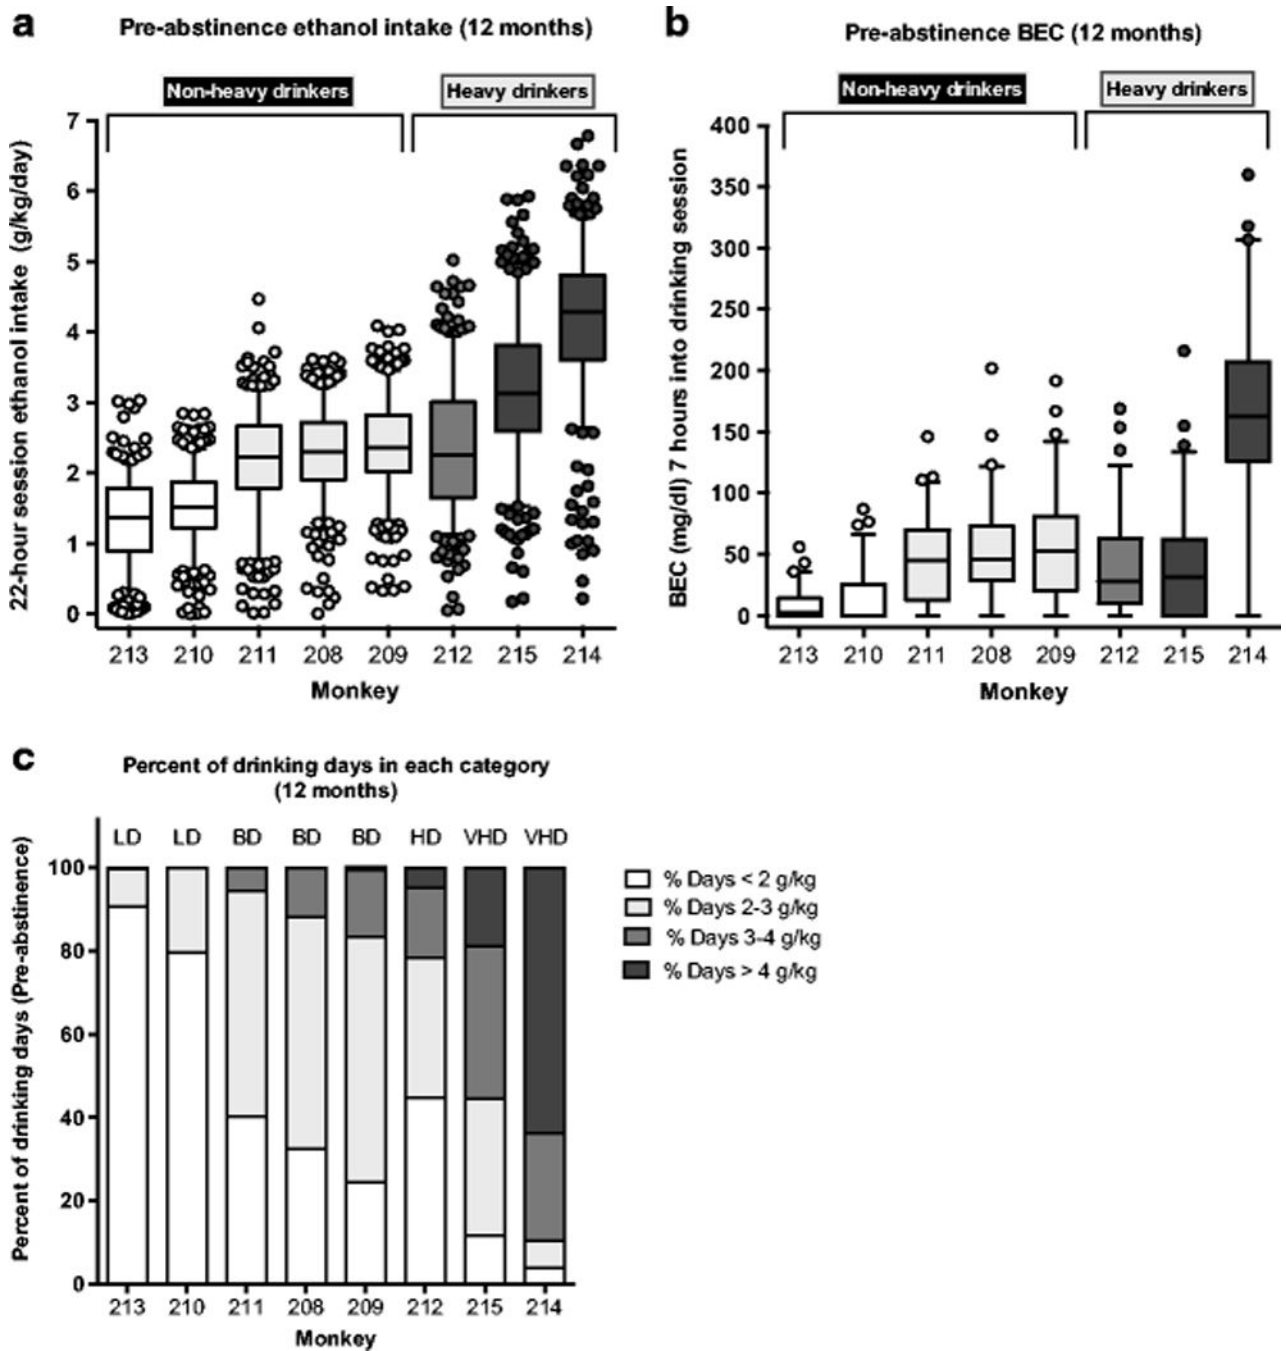 a
Pre-abstinence ethanol intake (12 months)
Non-heavy drinkers
Heavy drinkers
22-hour session ethanol intake (g/kg/day)
7
6
5
4
3
2
1
0
213 210 211 208 209 212 215 214
Monkey
b
Pre-abstinence BEC (12 months)
Non-heavy drinkers
Heavy drinkers
BEC (mg/dl) 7 hours into drinking session
400
350
300
250
200
150
100
50
0
213 210 211 208 209 212 215 214
Monkey
c
Percent of drinking days in each category
(12 months)
LD LD BD BD BD HD VHD VHD
Percent of drinking days (Pre-abstinence)
100
80
60
40
20
0
213 210 211 208 209 212 215 214
Monkey
% Days < 2 g/kg
% Days 2-3 g/kg
% Days 3-4 g/kg
% Days > 4 g/kg